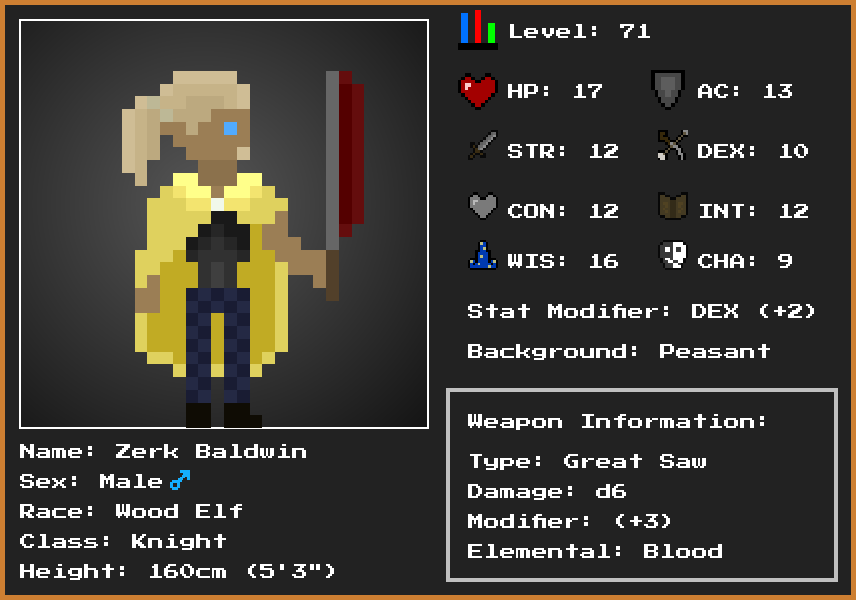 Level: 71
HP: 17 AC: 13
STR: 12 DEX: 10
CON: 12 INT: 12
WIS: 16 CHA: 9
Stat Modifier: DEX (+2)
Background: Peasant
Weapon Information:
Type: Great Saw
Damage: d6
Modifier: (+3)
Elemental: Blood
Name: Zerk Baldwin
Sex: Male♂
Race: Wood Elf
Class: Knight
Height: 160cm (5'3")